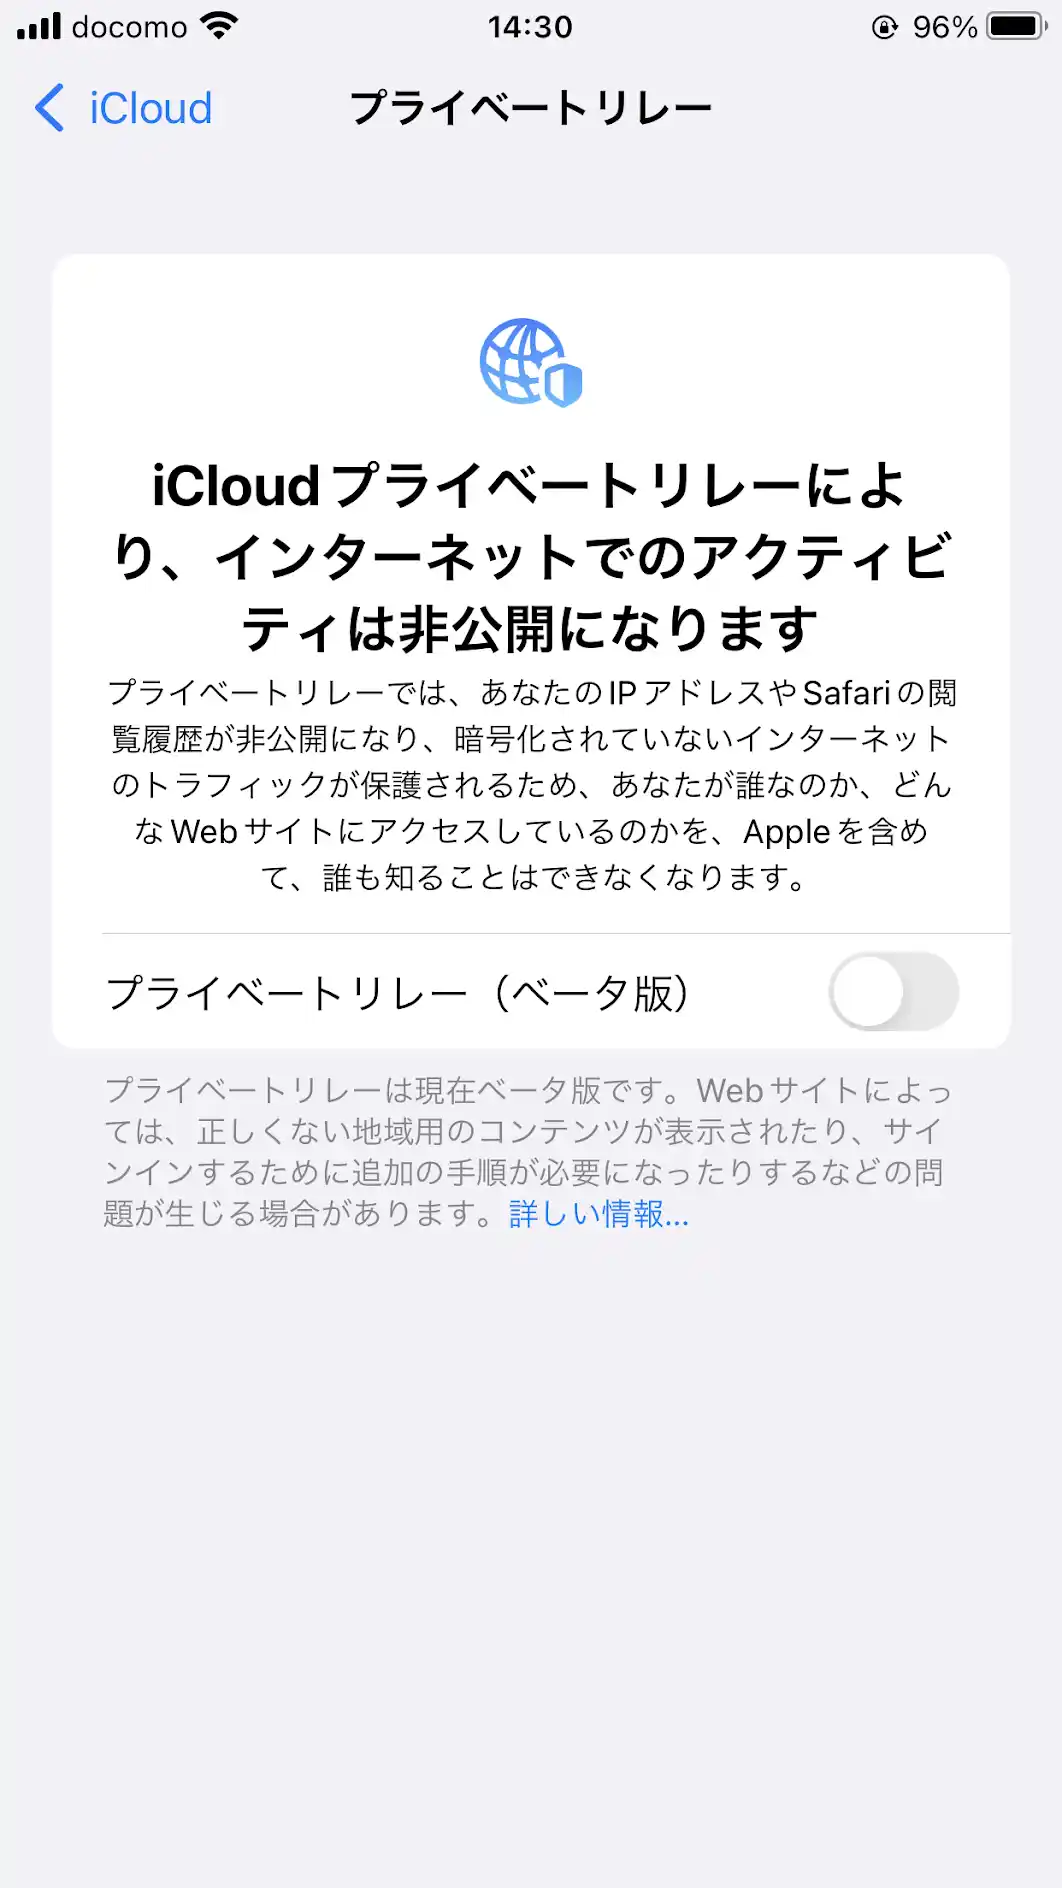 docomo 14:30 96%
iCloud プライベートリレー
iCloudプライベートリレーによ
り、インターネットでのアクティビ
ティは非公開になります
プライベートリレーでは、あなたのIPアドレスやSafariの閲
覧履歴が非公開になり、暗号化されていないインターネット
のトラフィックが保護されるため、あなたが誰なのか、どん
なWebサイトにアクセスしているのかを、Appleを含め
て、誰も知ることはできなくなります。
プライベートリレー（ベータ版）
プライベートリレーは現在ベータ版です。Webサイトによっ
ては、正しくない地域用のコンテンツが表示されたり、サイ
ンインするために追加の手順が必要になったりするなどの問
題が生じる場合があります。詳しい情報...